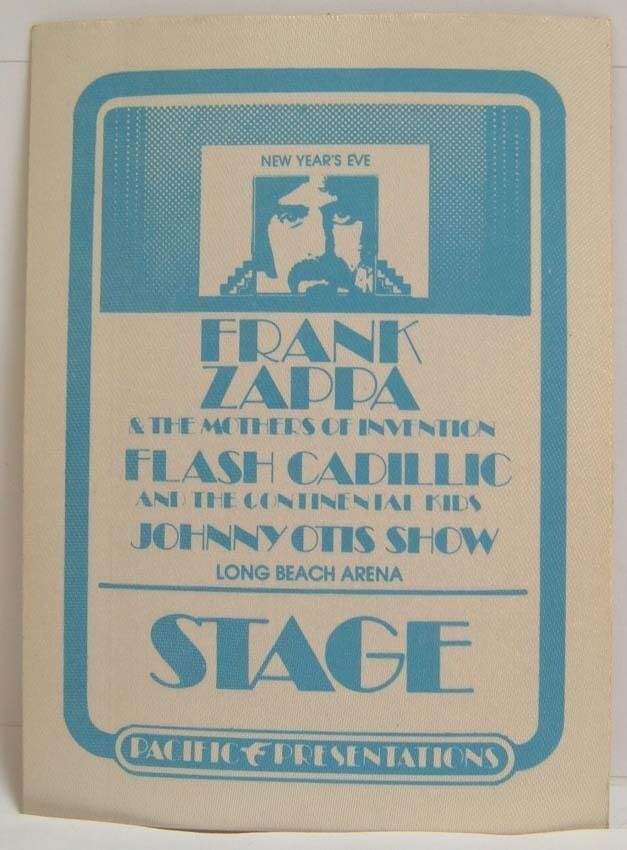 NEW YEAR'S EVE
FRANK
ZAPPA
& THE MOTHERS OF INVENTION
FLASH CADILLIC
AND THE CONTINENTAL KIDS
JOHNNY OTIS SHOW
LONG BEACH ARENA
STAGE
PACIFIC PRESENTATIONS